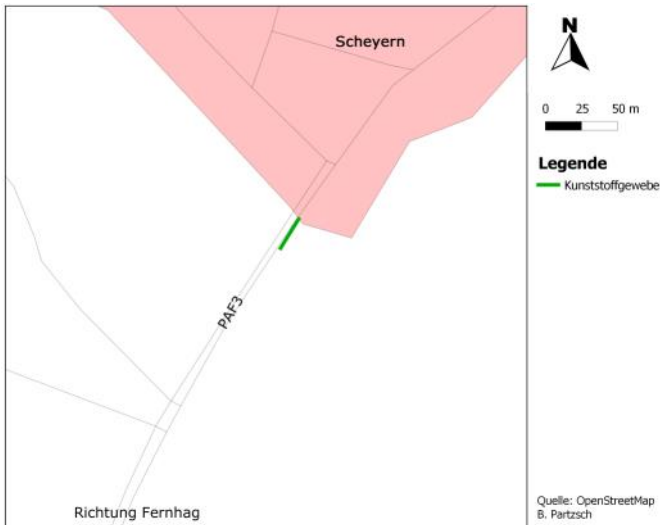 Scheyern
N
0 25 50 m
Legende
Kunststoffgewebe
PAF3
Richtung Fernhag
Quelle: OpenStreetMap
B. Partzsch